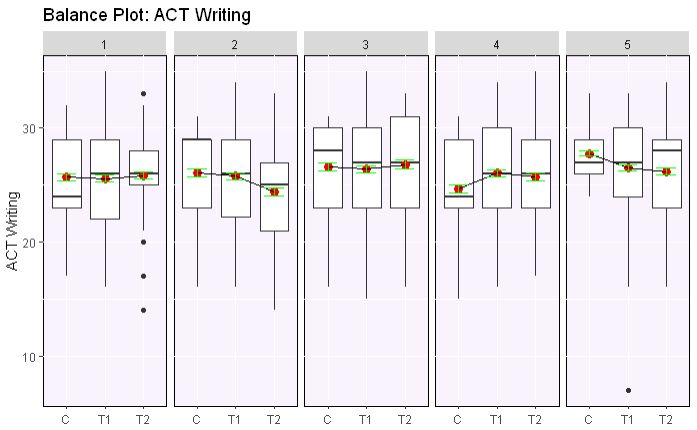 Balance Plot: ACT Writing
1 2 3 4 5
ACT Writing
30
20
10
C T1 T2 C T1 T2 C T1 T2 C T1 T2 C T1 T2